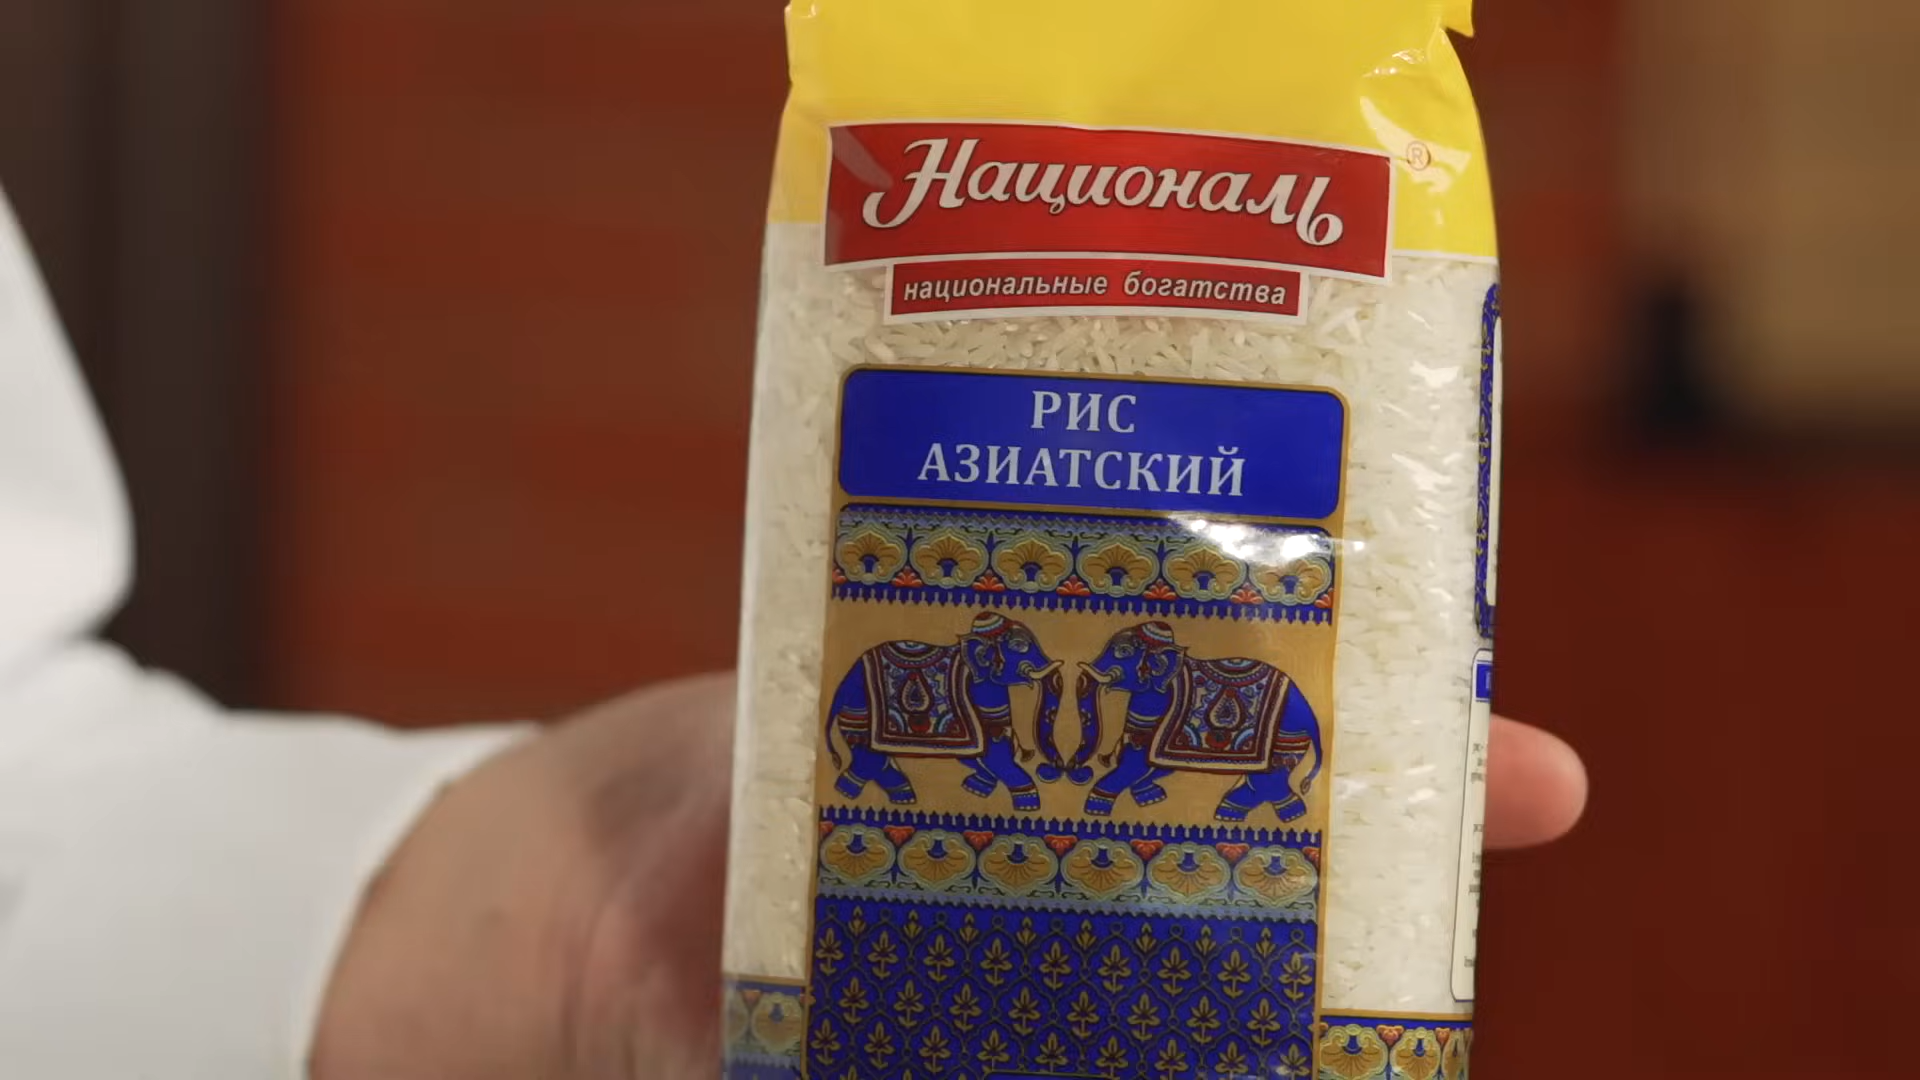 Националь
®
национальные богатства
РИС
АЗИАТСКИЙ